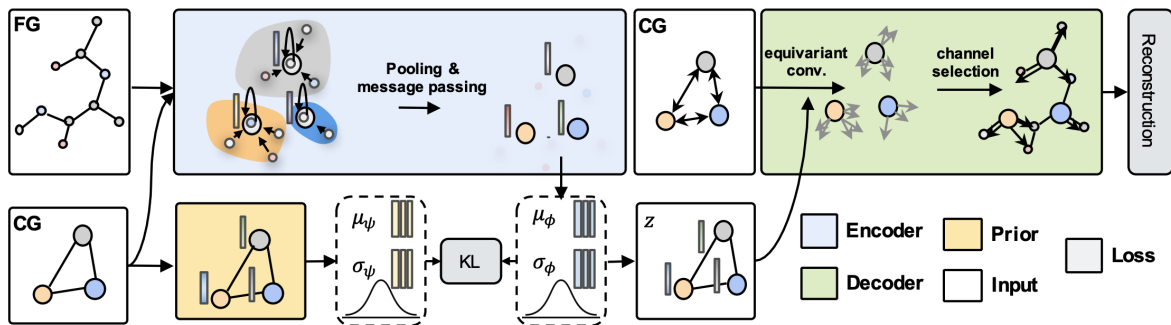 FG
Pooling &
message passing
CG
equivariant
conv.
channel
selection
Reconstruction
CG
μψ
σψ
KL
μϕ
σϕ
z
Encoder
Prior
Decoder
Input
Loss